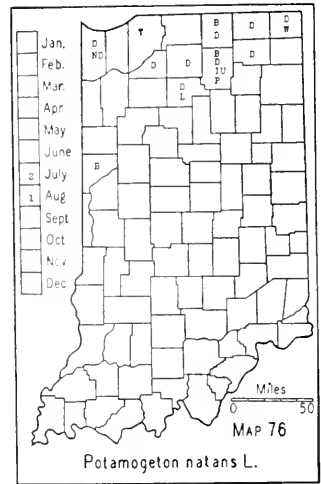 Jan.
Feb.
Mar.
Apr
May
June
2 July
1 Aug
Sept
Oct
Nov
Dec
D
ND
T
D
D
D
L
B
D
B
D
IU
P
D
D
D
W
B
Miles
0 50
MAP 76
Potamogeton natans L.